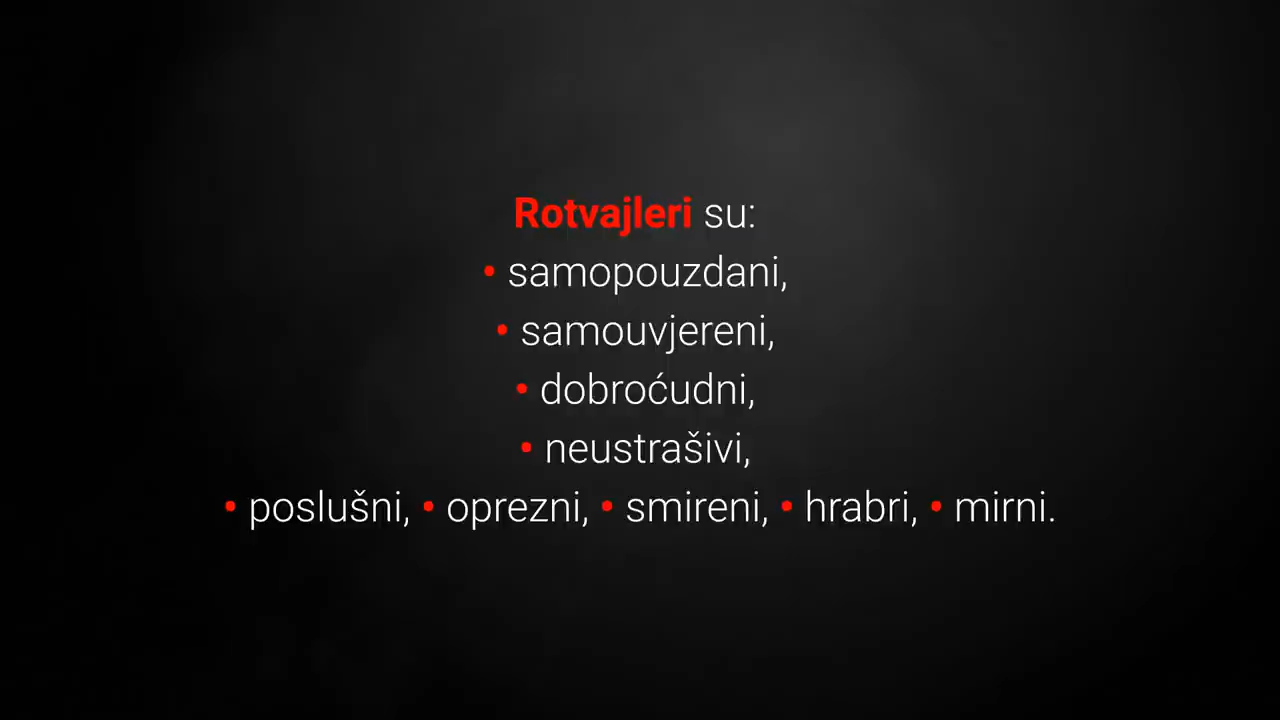 Rotvajleri su:
• samopouzdani,
• samouvjereni,
• dobroćudni,
• neustrašivi,
• poslušni, • oprezni, • smireni, • hrabri, • mirni.